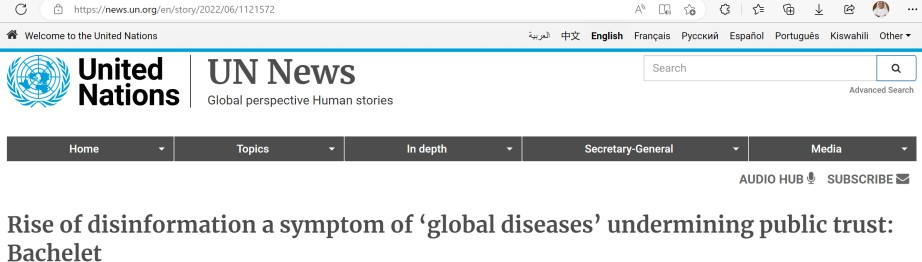 https://news.un.org/en/story/2022/06/1121572
Welcome to the United Nations
العربية 中文 English Français Русский Español Português Kiswahili Other
United Nations
UN News
Global perspective Human stories
Search
Advanced Search
Home Topics In depth Secretary-General Media
AUDIO HUB SUBSCRIBE
Rise of disinformation a symptom of ‘global diseases’ undermining public trust:
Bachelet